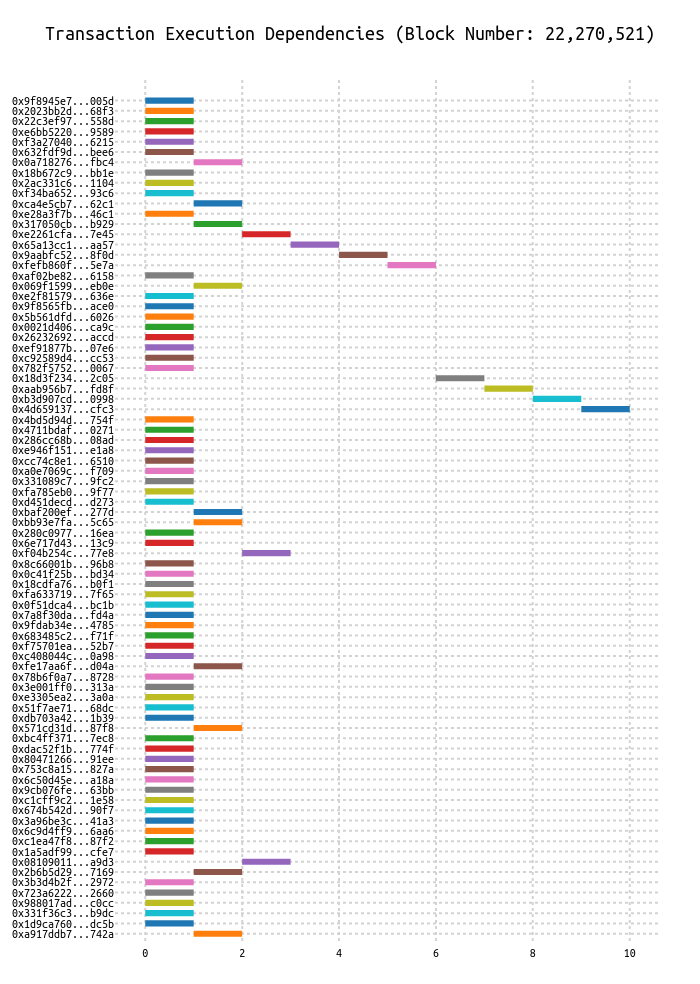 Transaction Execution Dependencies (Block Number: 22,270,521)
0x9f8945e7...005d
0x2023bb2d...68f3
0x22c3ef97...558d
0xe6bb5220...9589
0xf3a27040...6215
0x632fdf9d...bee6
0x0a718276...fbc4
0x18b672c9...bb1e
0x2ac331c6...1104
0xf34ba652...93c6
0xca4e5cb7...62c1
0xe28a3f7b...46c1
0x317050cb...b929
0xe2261cfa...7e45
0x65a13cc1...aa57
0x9aabfc52...8f0d
0xfefb860f...5e7a
0xaf02be82...6158
0x069f1599...eb0e
0xe2f81579...636e
0x9f8565fb...ace0
0x5b561dfd...6026
0x0021d406...ca9c
0x26232692...accd
0xef91877b...07e6
0xc92589d4...cc53
0x782f5752...0067
0x18d3f234...2c05
0xaab956b7...fd8f
0xb3d907cd...0998
0x4d659137...cfc3
0x4bd5d94d...754f
0x4711bdaf...0271
0x286cc68b...08ad
0xe946f151...e1a8
0xcc74c8e1...6510
0xa0e7069c...f709
0x331089c7...9fc2
0xfa785eb0...9f77
0xd451decd...d273
0xbaf200ef...277d
0xbb93e7fa...5c65
0x280c0977...16ea
0x6e717d43...13c9
0xf04b254c...77e8
0x8c66001b...96b8
0x0c41f25b...bd34
0x18cdfa76...b0f1
0xfa633719...7f65
0x0f51dca4...bc1b
0x7a8f30da...fd4a
0x9fdab34e...4785
0x683485c2...f71f
0xf75701ea...52b7
0xc408044c...0a98
0xfe17aa6f...d04a
0x78b6f0a7...8728
0x3e001ff0...313a
0xe3305ea2...3a0a
0x51f7ae71...68dc
0xdb703a42...1b39
0x571cd31d...87f8
0xbc4ff371...7ec8
0xdac52f1b...774f
0x80471266...91ee
0x753c8a15...827a
0x6c50d45e...a18a
0x9cb076fe...63bb
0xc1cff9c2...1e58
0x674b542d...90f7
0x3a96be3c...41a3
0x6c9d4ff9...6aa6
0xc1ea47f8...87f2
0x1a5adf99...cfe7
0x08109011...a9d3
0x2b6b5d29...7169
0x3b3d4b2f...2972
0x723a6222...2660
0x988017ad...c0cc
0x331f36c3...b9dc
0x1d9ca760...dc5b
0xa917ddb7...742a
0 2 4 6 8 10